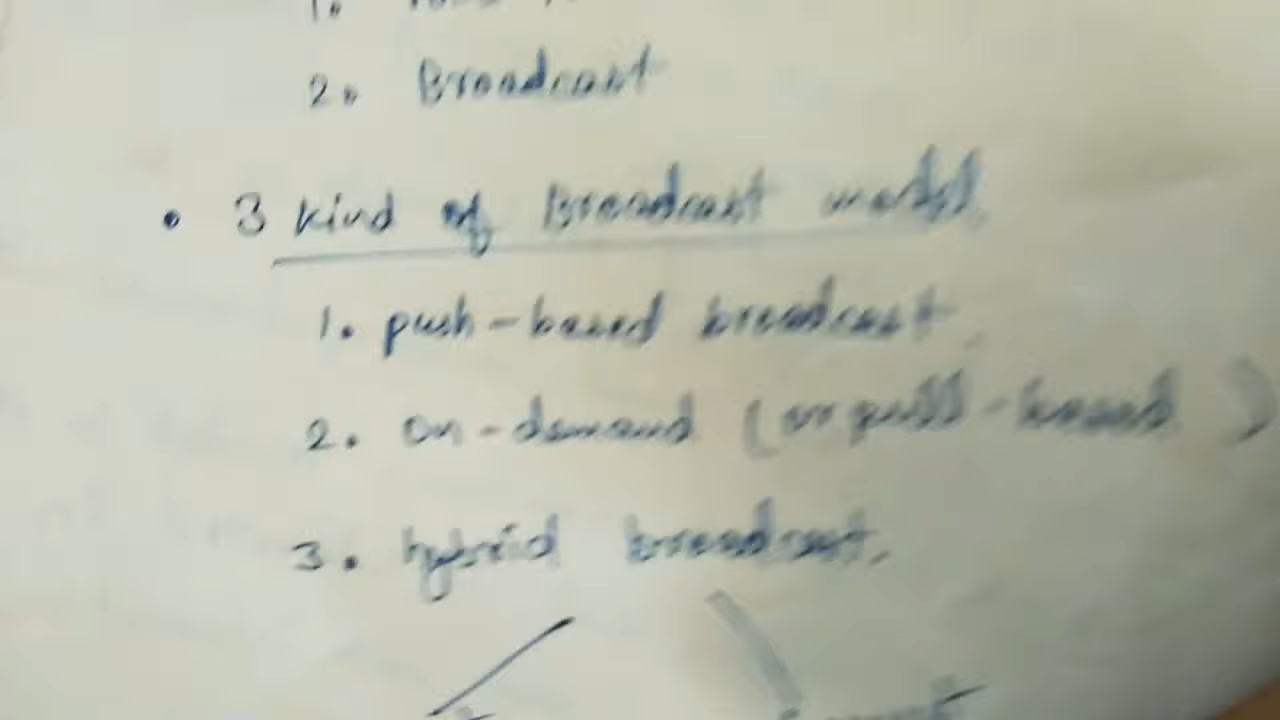 1.
2. Broadcast
• 3 kind of Broadcast model.
1. push-based broadcast.
2. on-demand (or pull-based)
3. hybrid broadcast.